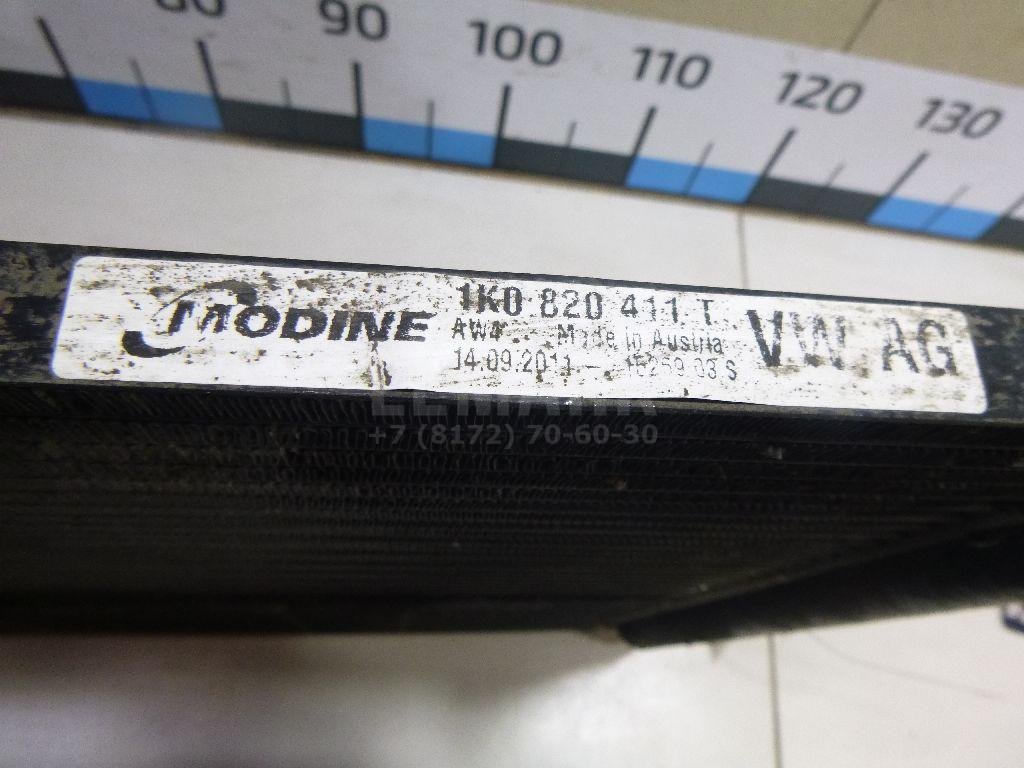 80 90 100 110 120 130
MODINE
1K0 820 411 T
Made in Austria
14.09.2011
VW AG
+7 (8172) 70-60-30